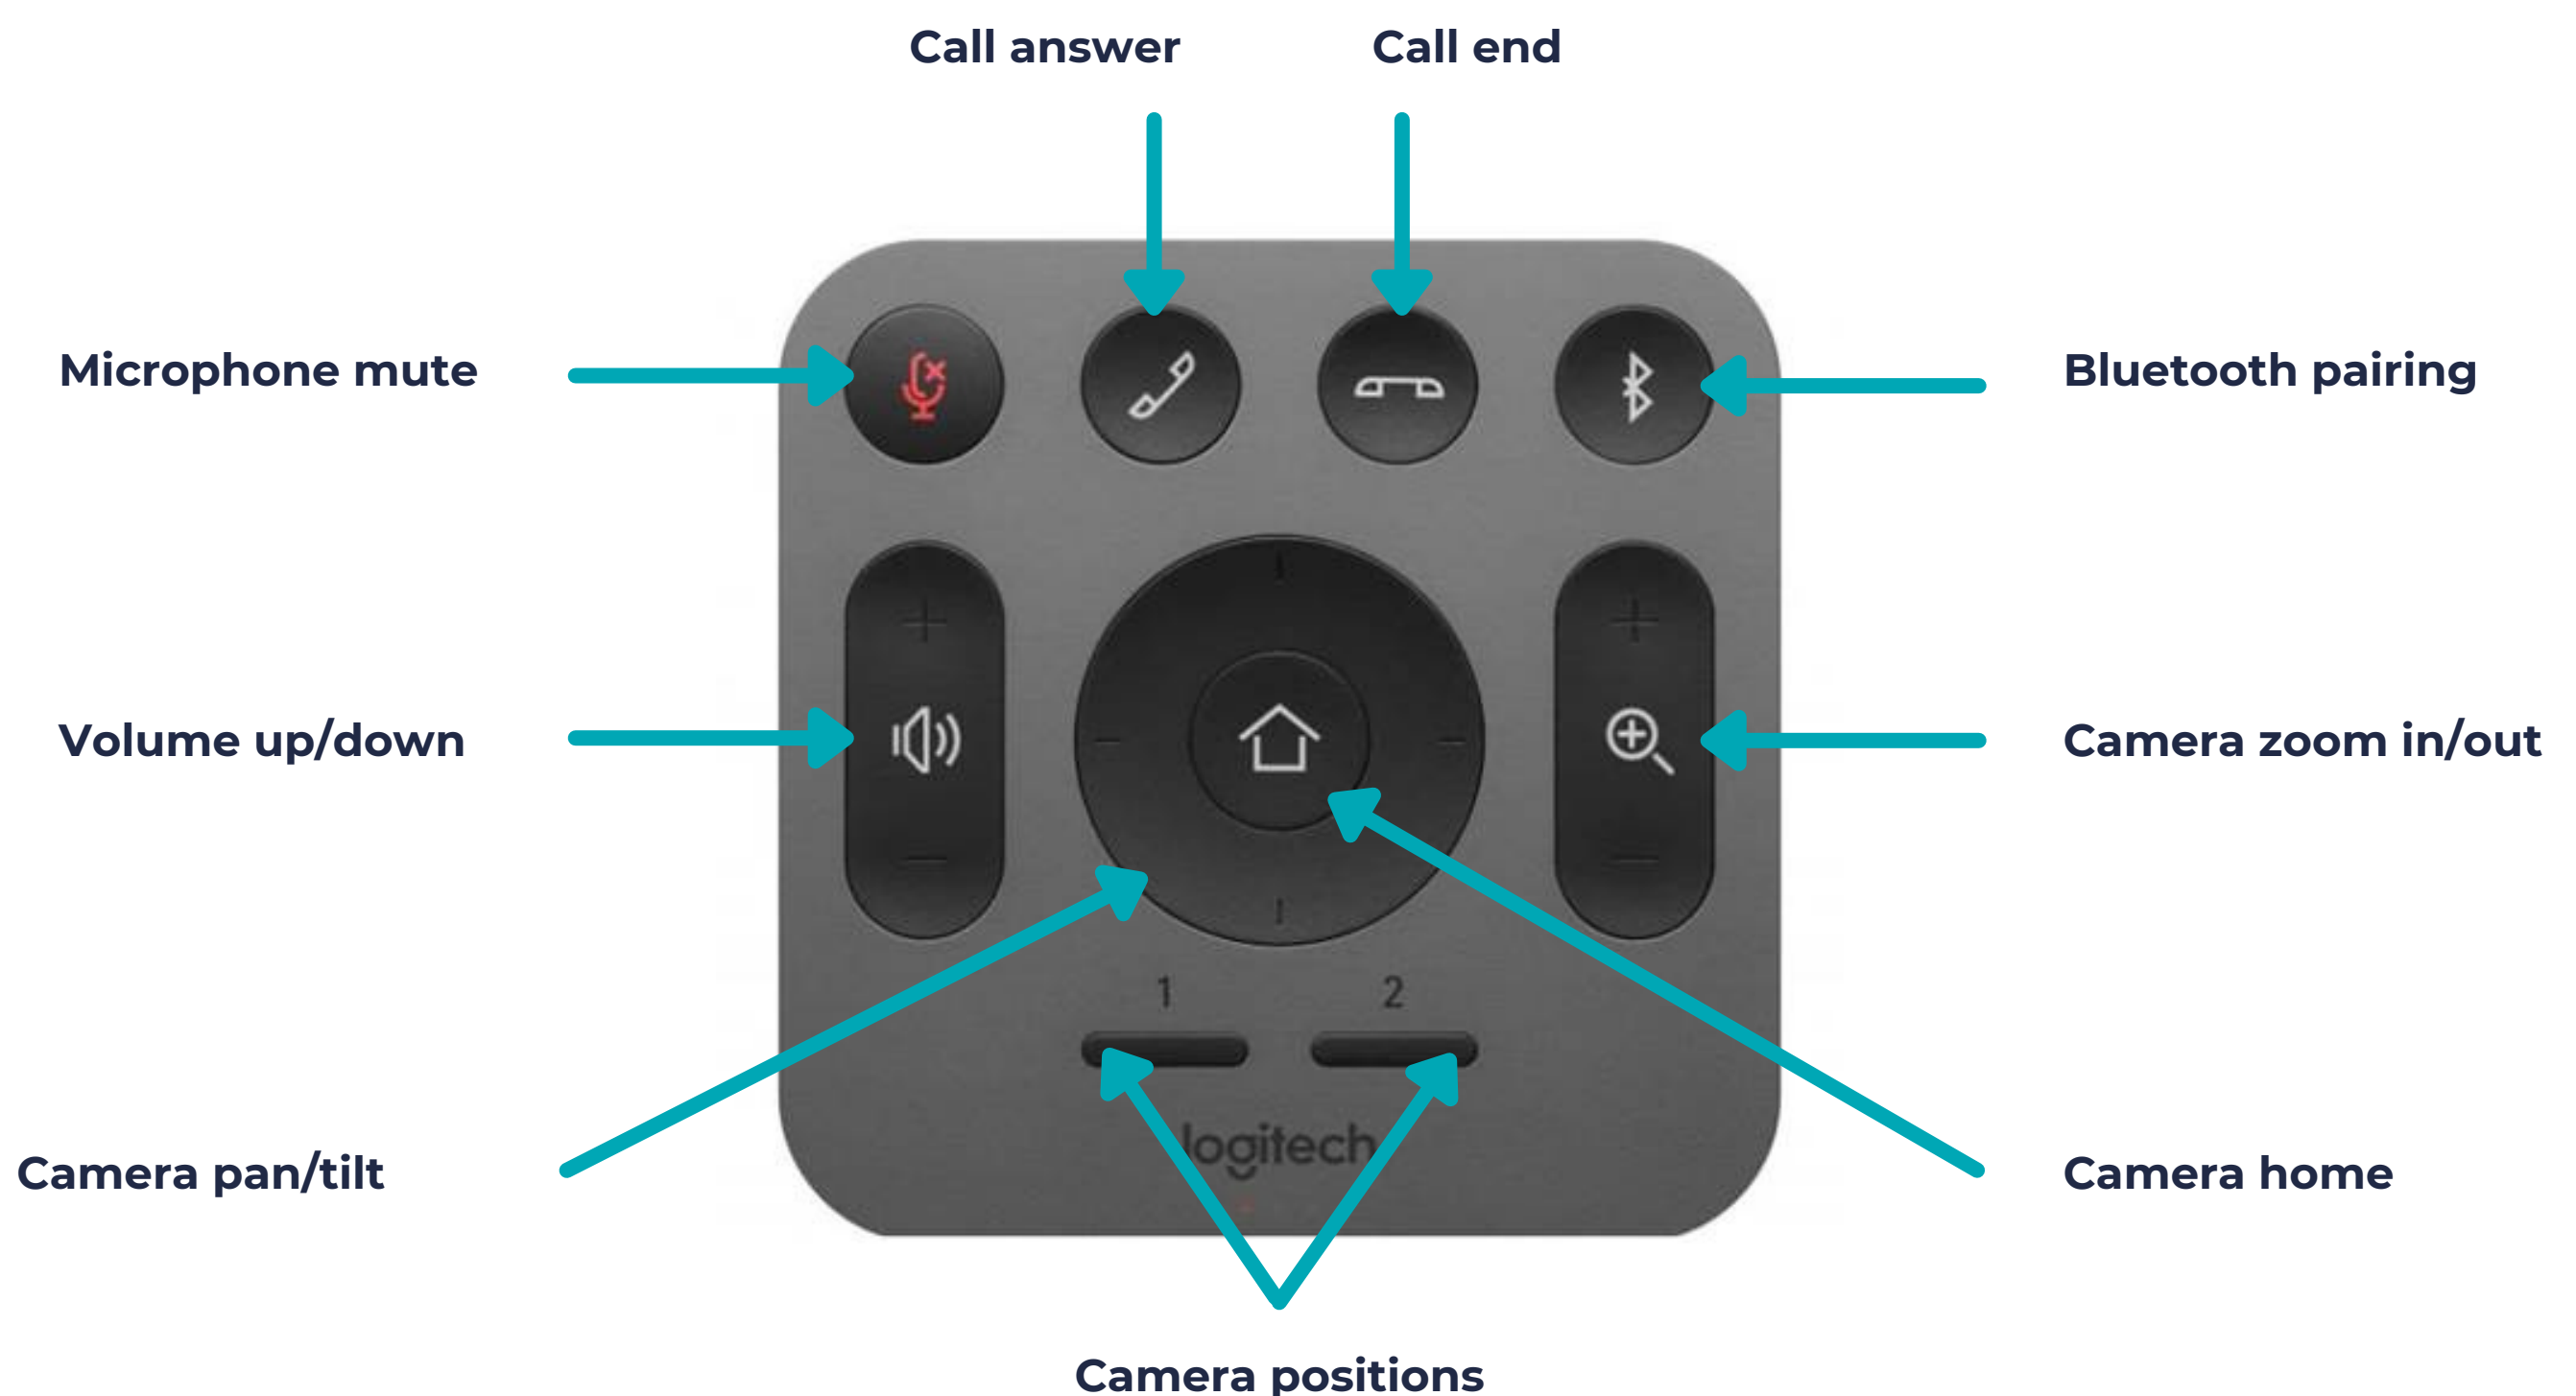 Call answer
Call end
Microphone mute
Bluetooth pairing
Volume up/down
Camera zoom in/out
1
2
logitech
Camera pan/tilt
Camera home
Camera positions